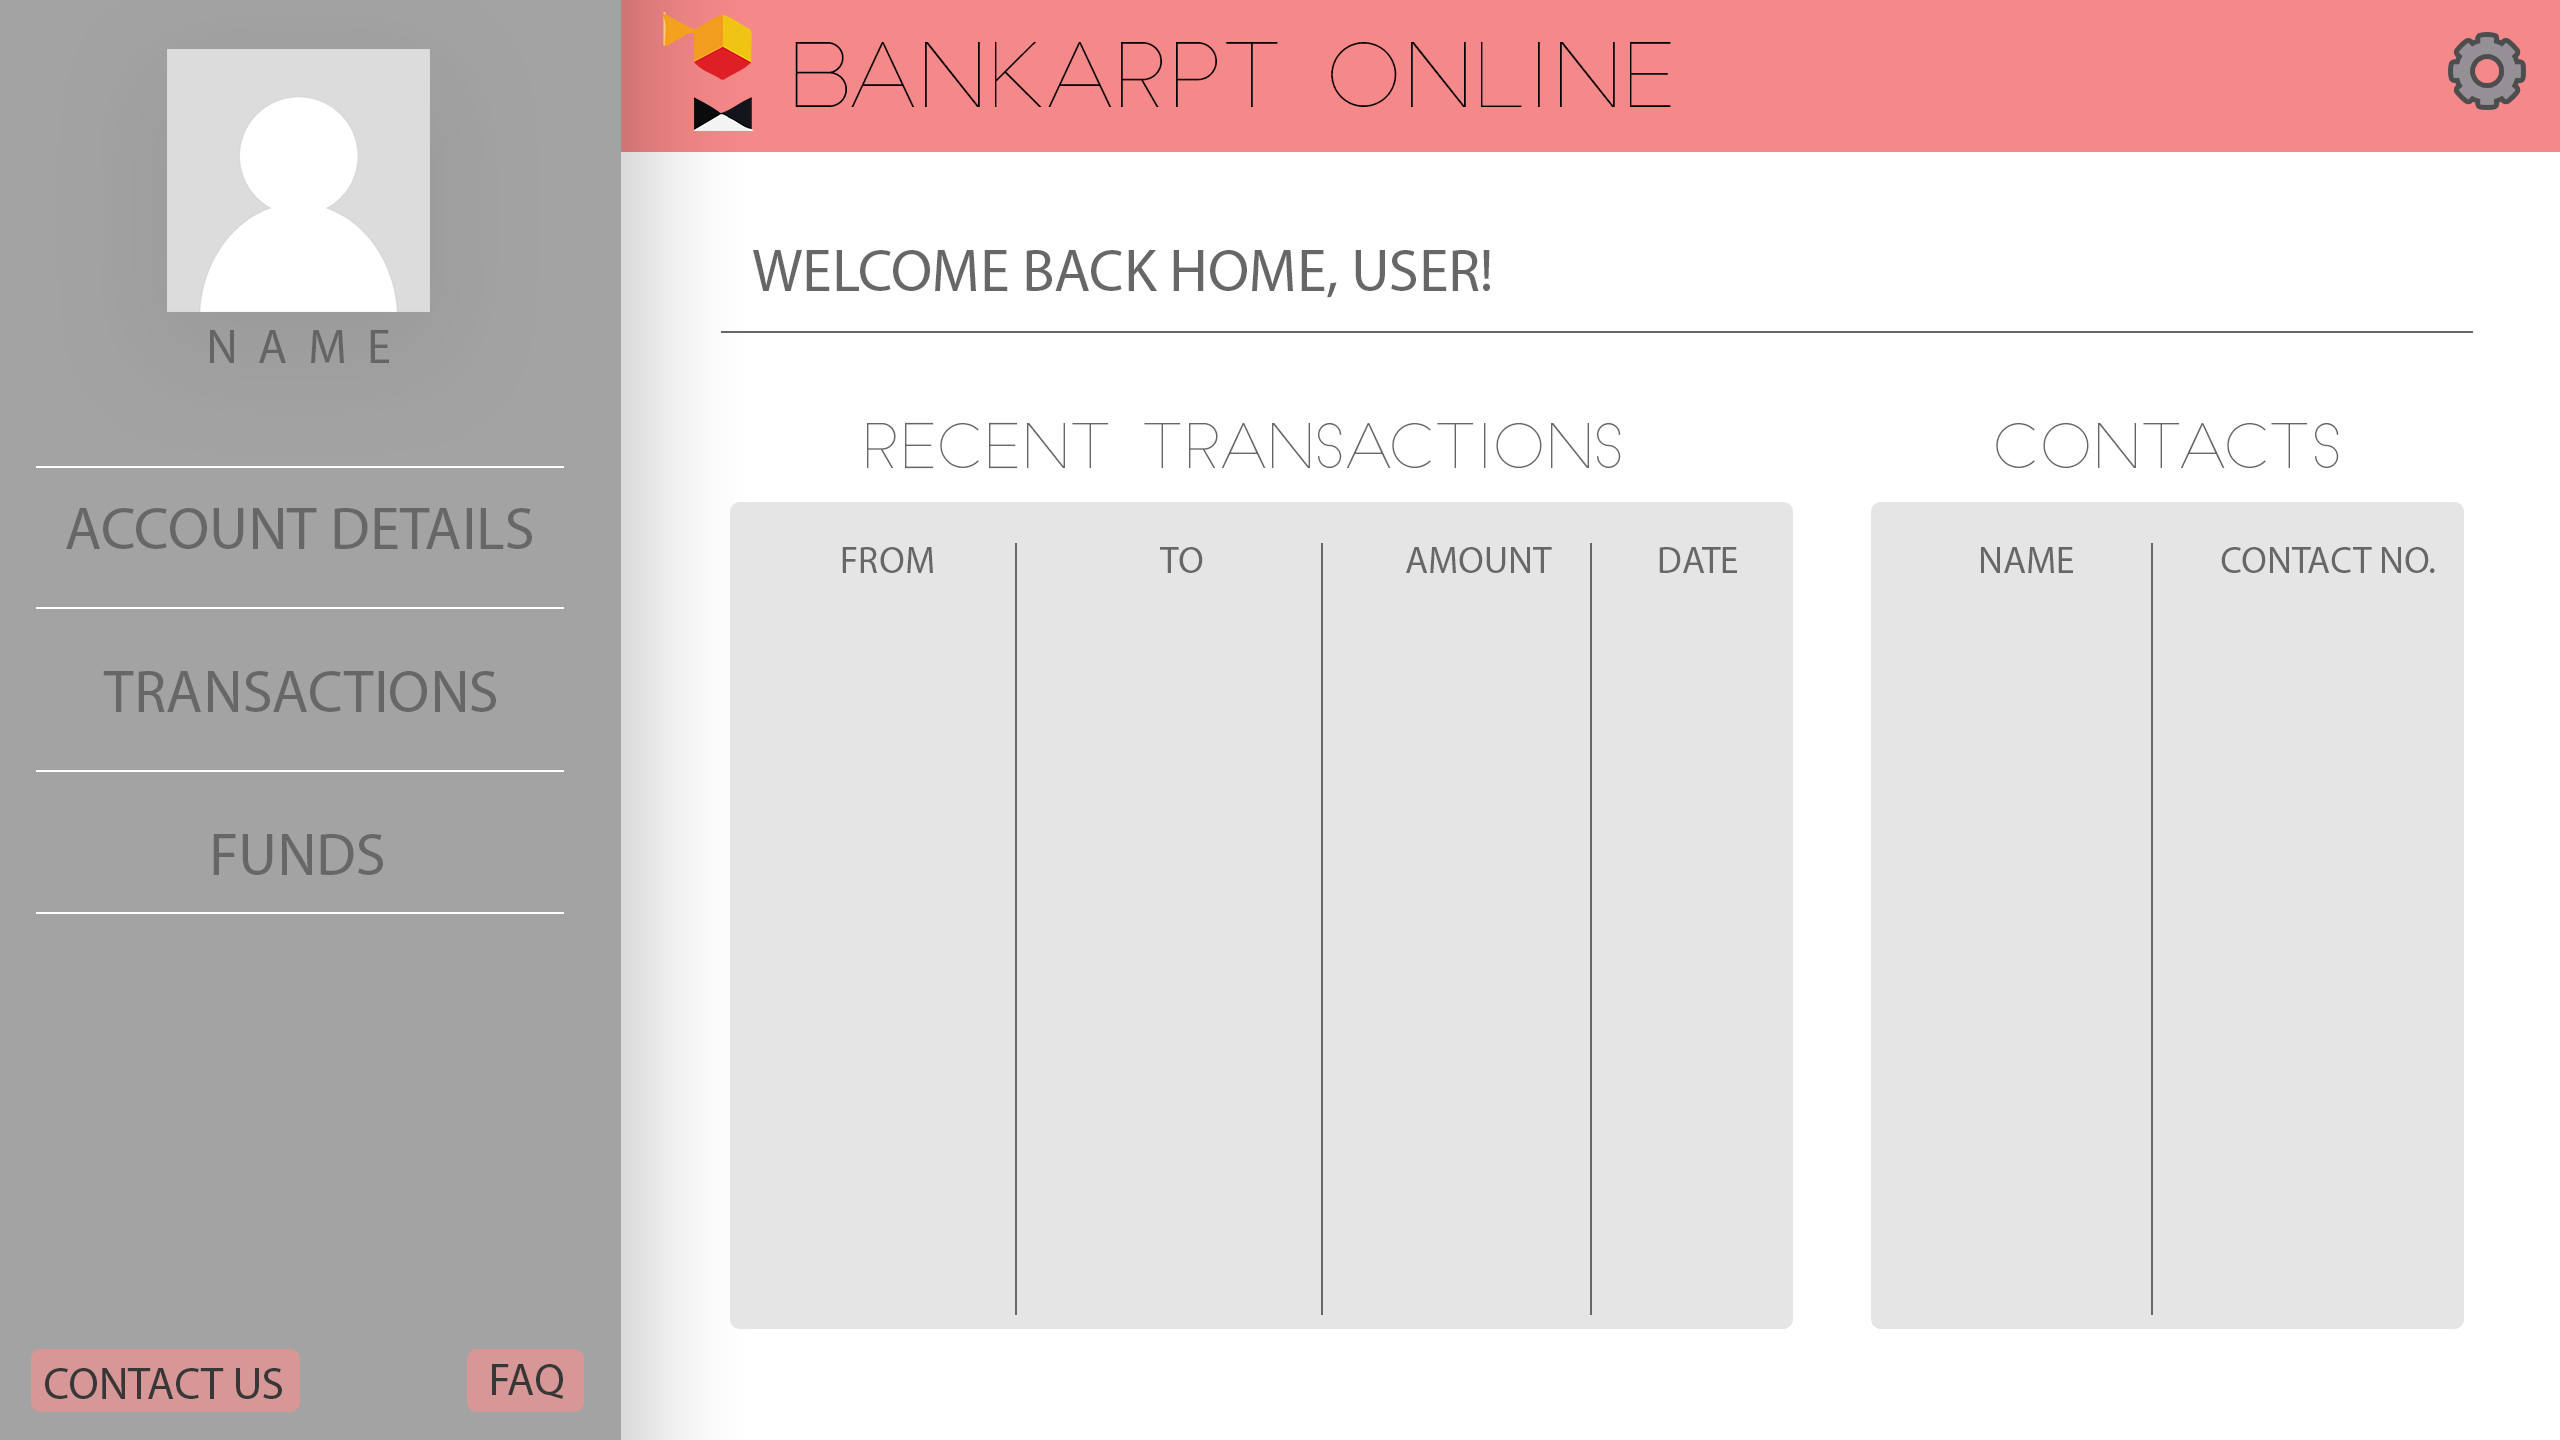 BANKARPT ONLINE
NAME
ACCOUNT DETAILS
TRANSACTIONS
FUNDS
CONTACT US
FAQ
WELCOME BACK HOME, USER!
RECENT TRANSACTIONS
FROM TO AMOUNT DATE
CONTACTS
NAME CONTACT NO.